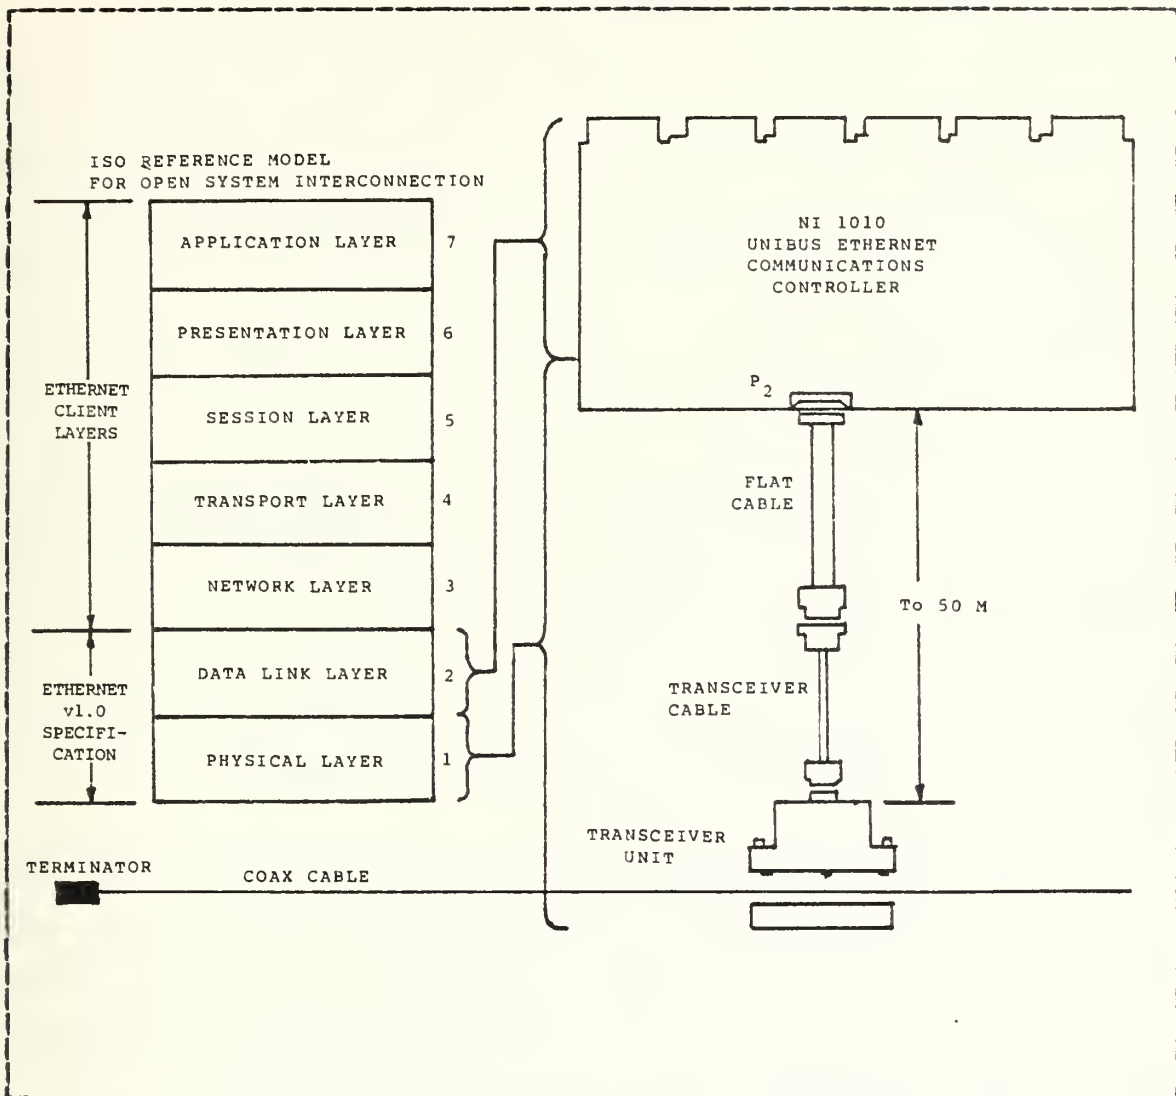 ISO REFERENCE MODEL
FOR OPEN SYSTEM INTERCONNECTION
APPLICATION LAYER 7
PRESENTATION LAYER 6
SESSION LAYER 5
TRANSPORT LAYER 4
NETWORK LAYER 3
DATA LINK LAYER 2
PHYSICAL LAYER 1
ETHERNET
CLIENT
LAYERS
ETHERNET
v1.0
SPECIFI-
CATION
TERMINATOR
COAX CABLE
NI 1010
UNIBUS ETHERNET
COMMUNICATIONS
CONTROLLER
P2
FLAT
CABLE
To 50 M
TRANSCEIVER
CABLE
TRANSCEIVER
UNIT